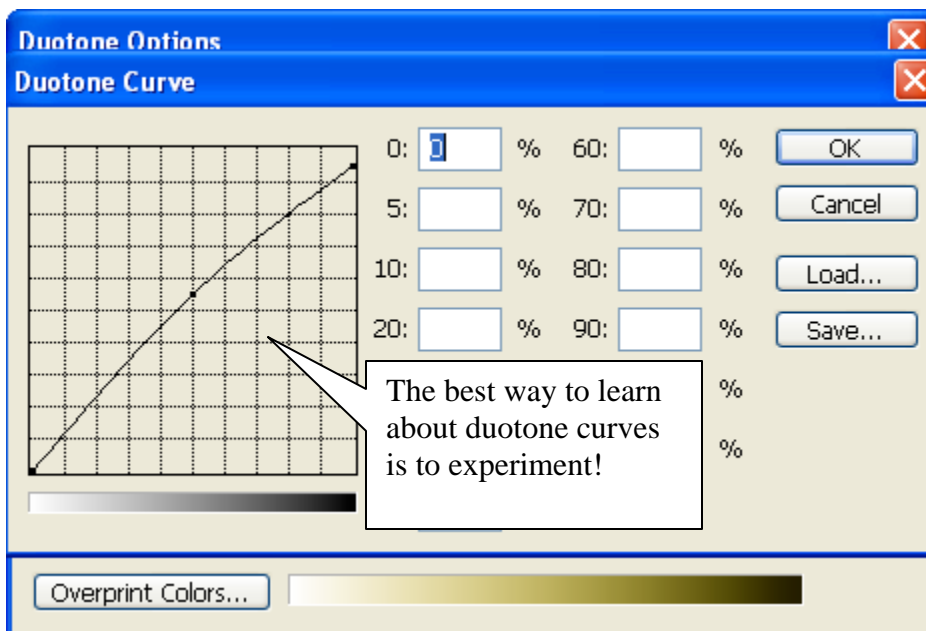 Duotone Options
Duotone Curve
0: 0 % 60: %
OK
5: % 70: %
Cancel
10: % 80: %
Load...
20: % 90: %
Save...
The best way to learn
about duotone curves
is to experiment!
%
%
Overprint Colors...